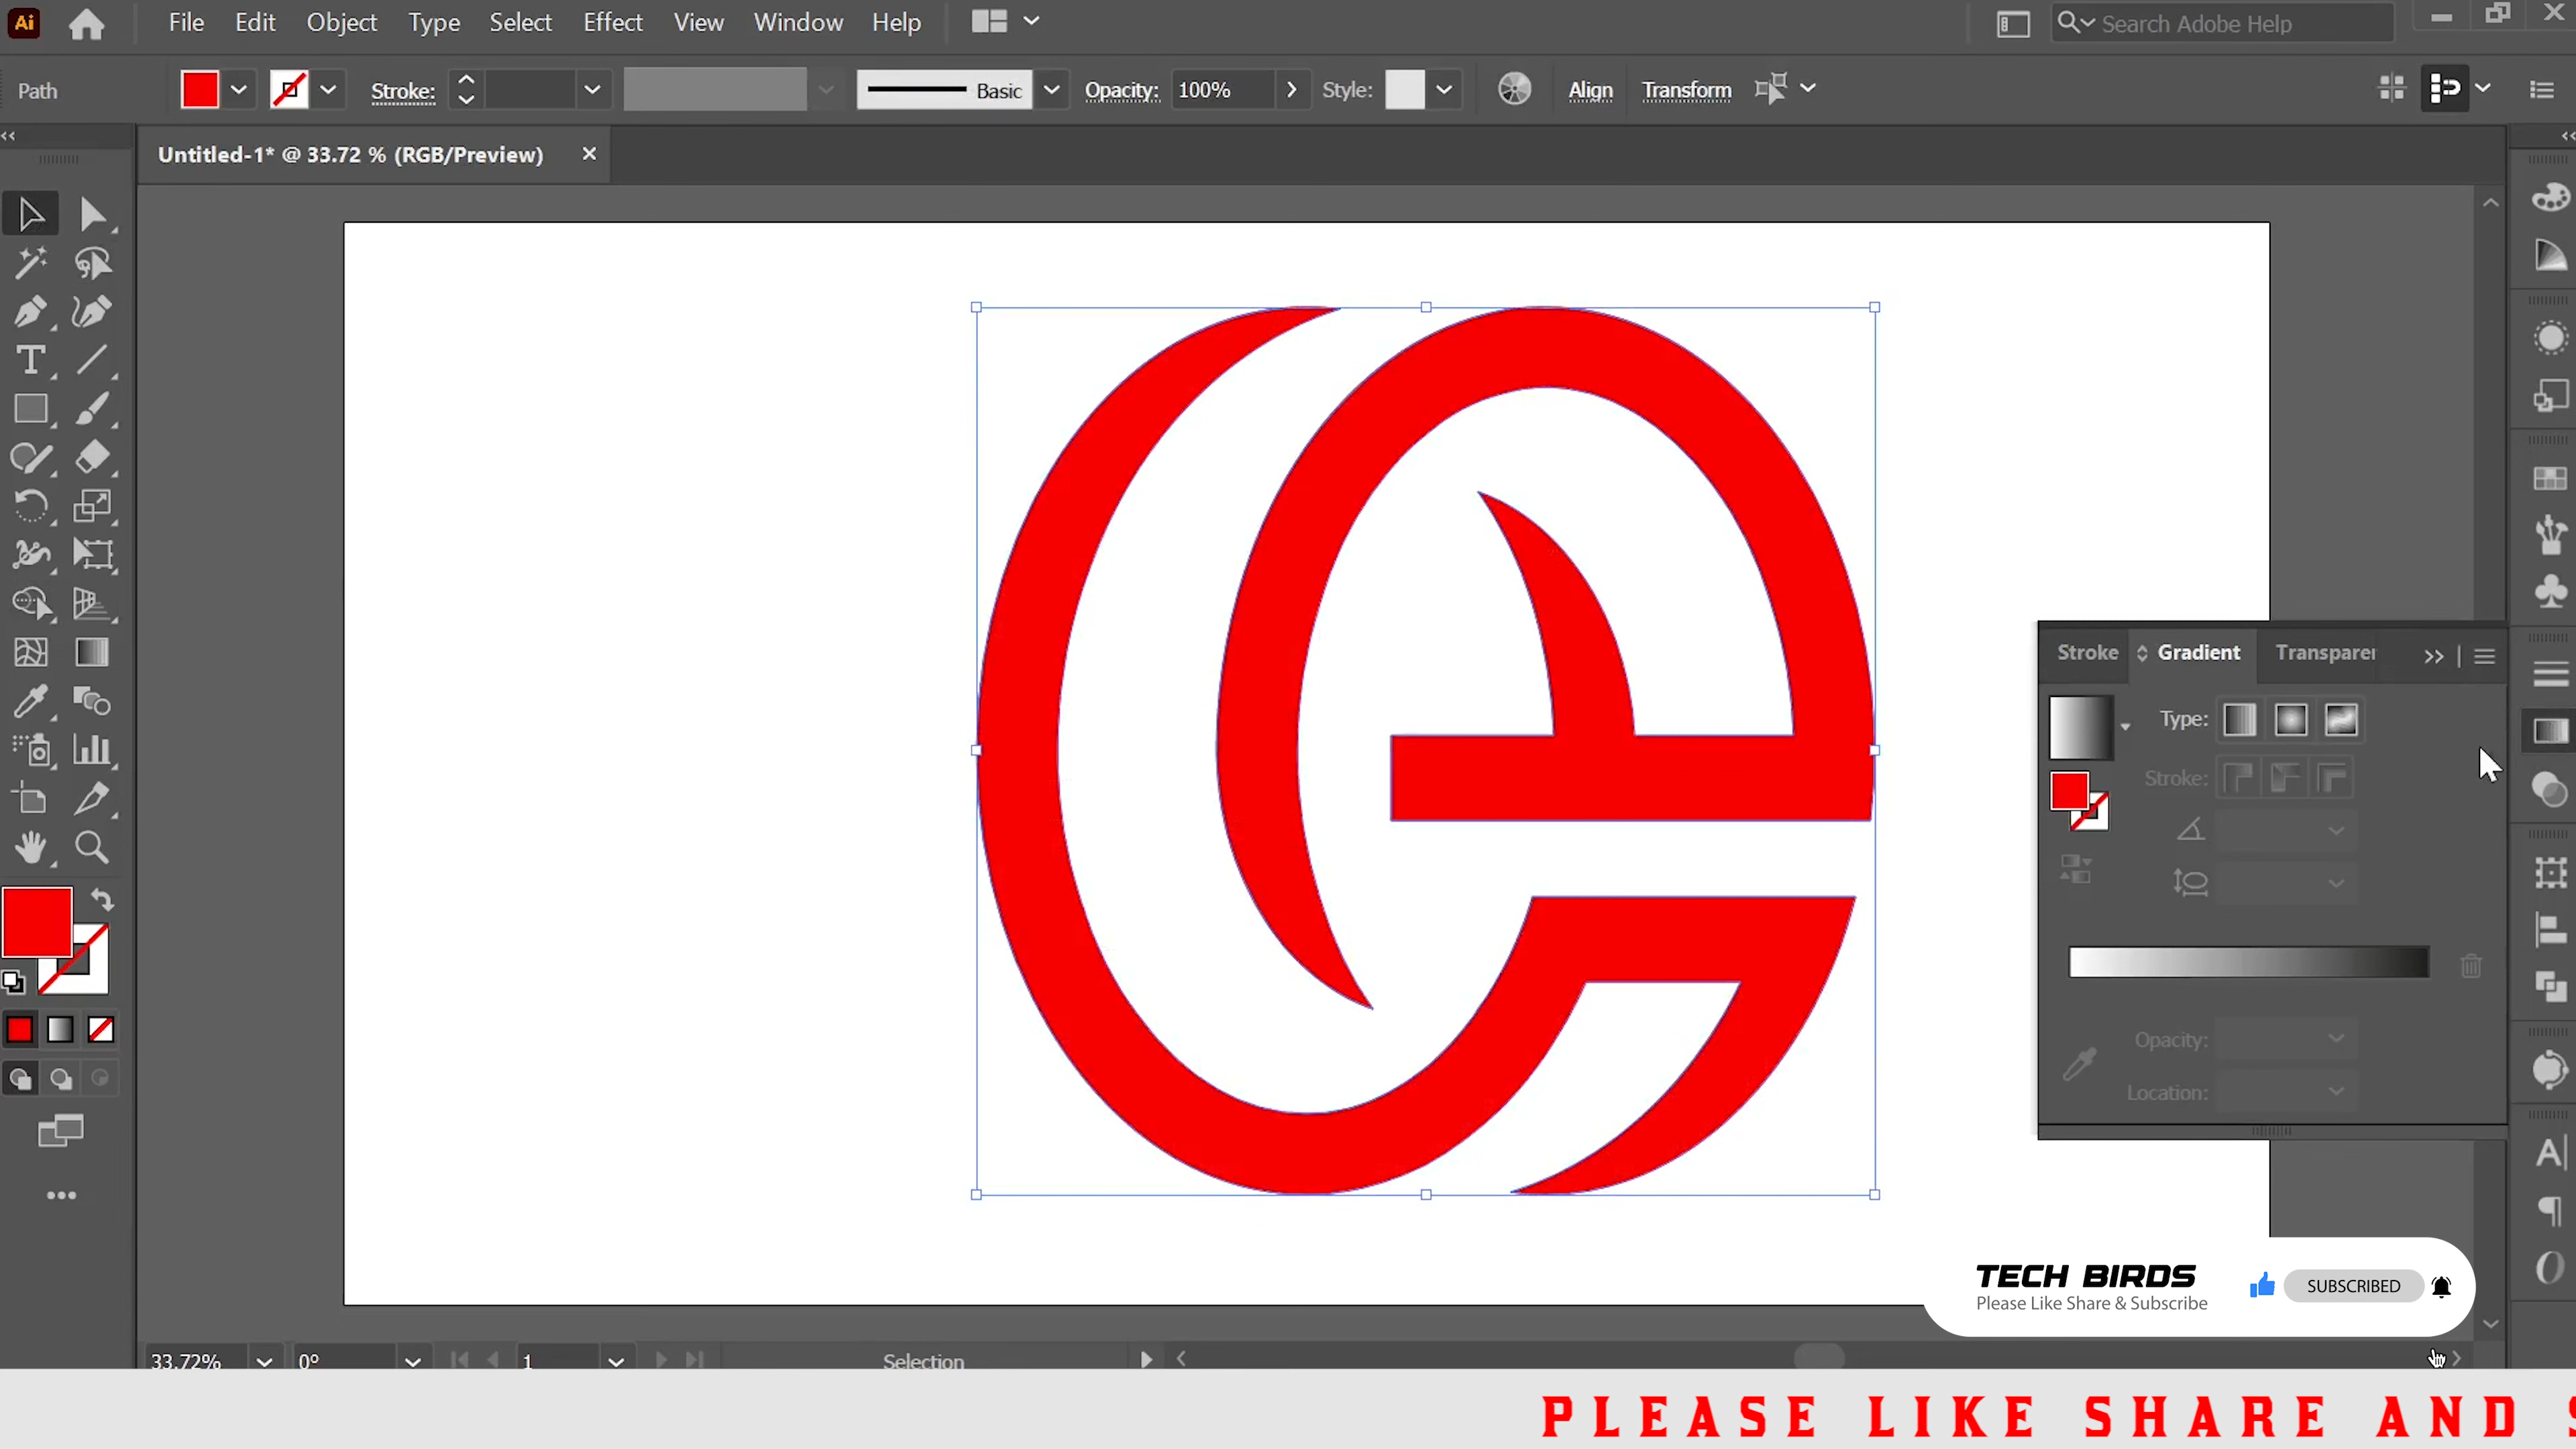 Ai File Edit Object Type Select Effect View Window Help Search Adobe Help
Path Stroke: Basic Opacity: 100% Style: Align Transform
Untitled-1* @ 33.72 % (RGB/Preview)
Stroke Gradient Transparer
Type:
Stroke:
Opacity:
Location:
TECH BIRDS
Please Like Share & Subscribe
SUBSCRIBED
33.72% 0° 1 Selection
PLEASE LIKE SHARE AND S